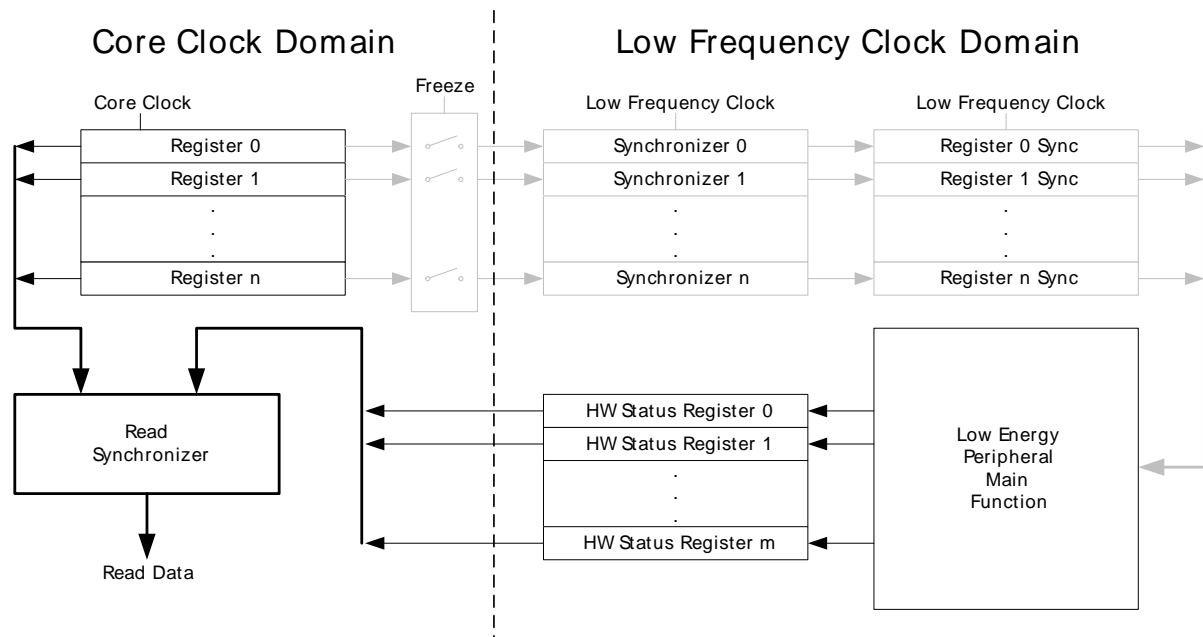 Core Clock Domain
Low Frequency Clock Domain
Freeze
Core Clock
Low Frequency Clock
Low Frequency Clock
Register 0
Synchronizer 0
Register 0 Sync
Register 1
Synchronizer 1
Register 1 Sync
.
.
.
.
.
.
.
.
.
Register n
Synchronizer n
Register n Sync
Read
Synchronizer
Read Data
HW Status Register 0
HW Status Register 1
.
.
.
HW Status Register m
Low Energy
Peripheral
Main
Function